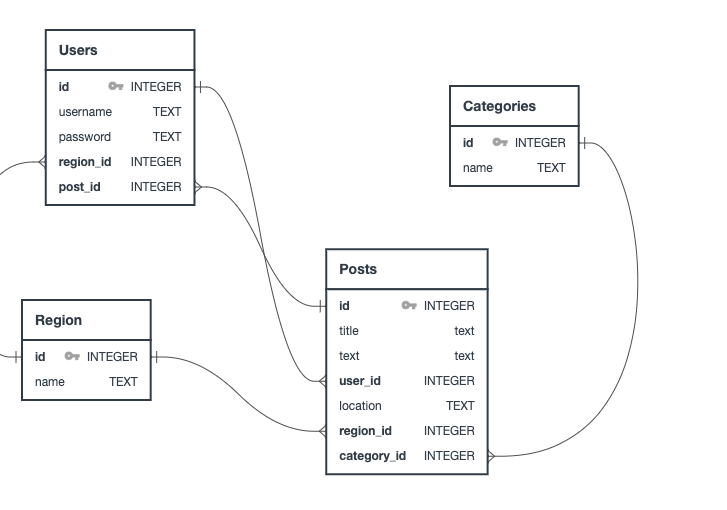 Users
id INTEGER
username TEXT
password TEXT
region_id INTEGER
post_id INTEGER
Categories
id INTEGER
name TEXT
Posts
id INTEGER
title text
text text
user_id INTEGER
location TEXT
region_id INTEGER
category_id INTEGER
Region
id INTEGER
name TEXT